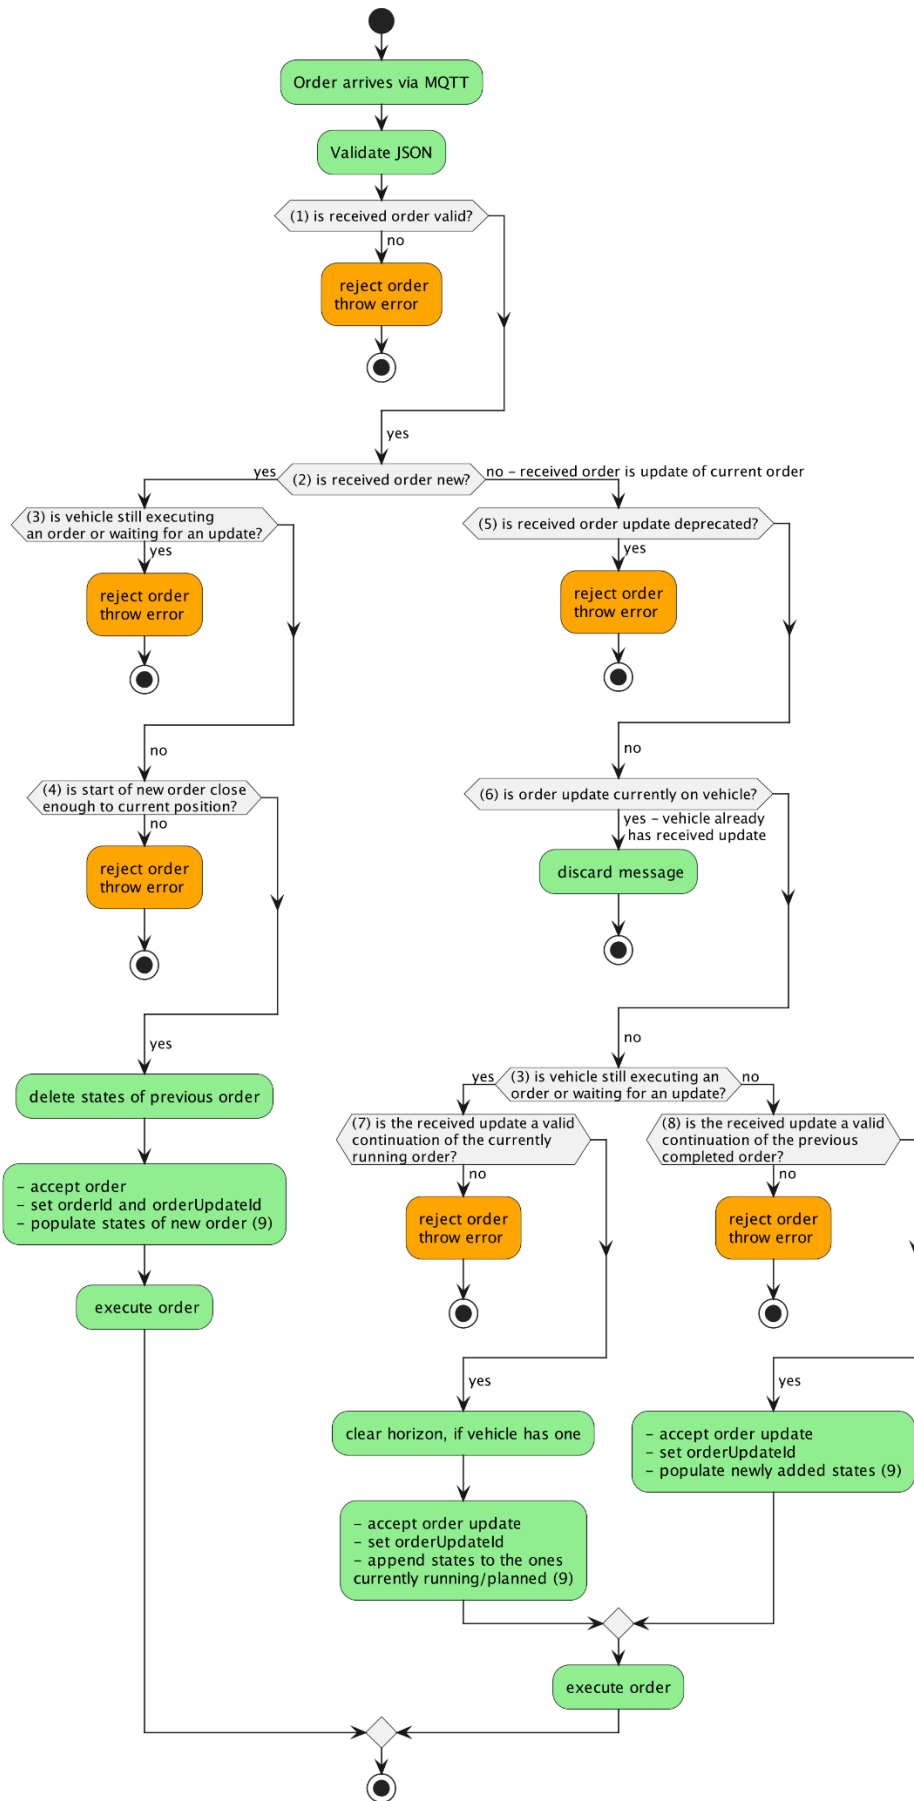 Order arrives via MQTT
Validate JSON
(1) is received order valid?
no
reject order
throw error
yes
(2) is received order new?
yes
no – received order is update of current order
(3) is vehicle still executing
an order or waiting for an update?
yes
reject order
throw error
no
(4) is start of new order close
enough to current position?
no
reject order
throw error
yes
delete states of previous order
– accept order
– set orderId and orderUpdateId
– populate states of new order (9)
execute order
(5) is received order update deprecated?
yes
reject order
throw error
no
(6) is order update currently on vehicle?
yes – vehicle already
has received update
discard message
no
(3) is vehicle still executing an
order or waiting for an update?
yes
no
(7) is the received update a valid
continuation of the currently
running order?
no
reject order
throw error
yes
clear horizon, if vehicle has one
– accept order update
– set orderUpdateId
– append states to the ones
currently running/planned (9)
(8) is the received update a valid
continuation of the previous
completed order?
no
reject order
throw error
yes
– accept order update
– set orderUpdateId
– populate newly added states (9)
execute order